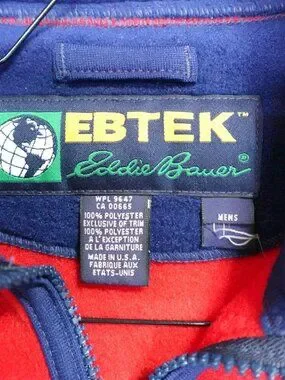 EBTEK™
Eddie Bauer®
WPL 9647
CA 00665
100% POLYESTER
EXCLUSIVE OF TRIM
100% POLYESTER
A L'EXCEPTION
DE LA GARNITURE
MADE IN U.S.A.
FABRIQUE AUX
ETATS-UNIS
MENS